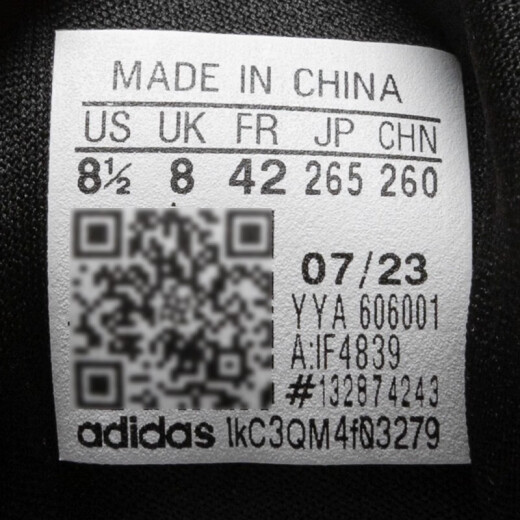 MADE IN CHINA
US UK FR JP CHN
8½ 8 42 265 260
07/23
YYA 606001
A:IF4839
#132874243
adidas